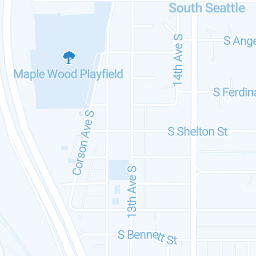 South Seattle
S Ange
14th Ave S
Maple Wood Playfield
S Ferdina
S Shelton St
Corson Ave S
13th Ave S
S Bennett St